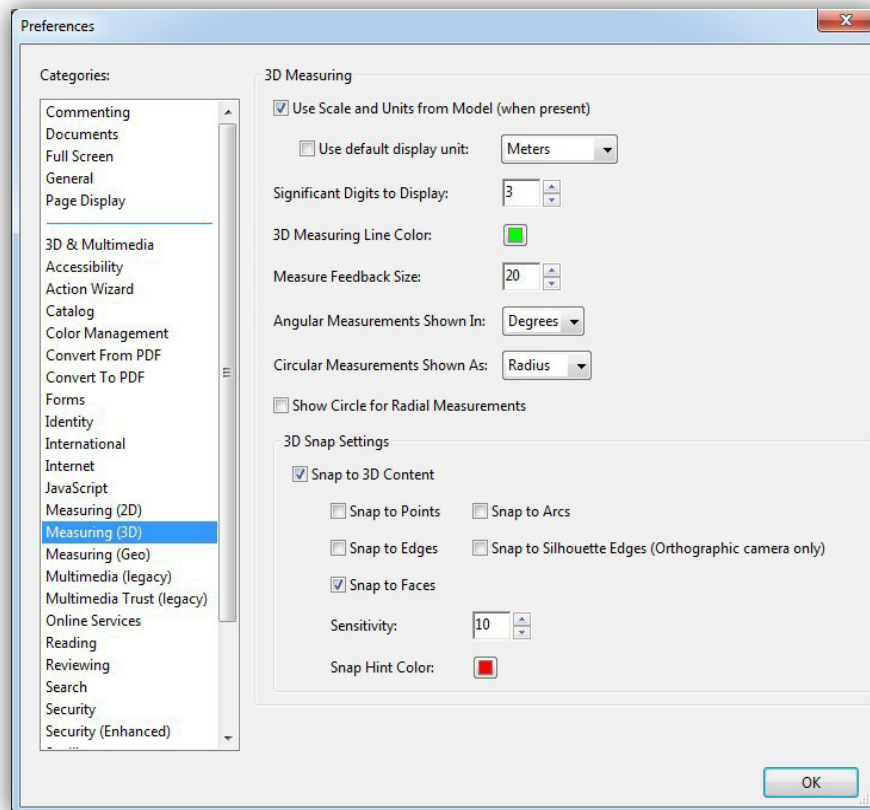 Preferences
Categories:
Commenting
Documents
Full Screen
General
Page Display
3D & Multimedia
Accessibility
Action Wizard
Catalog
Color Management
Convert From PDF
Convert To PDF
Forms
Identity
International
Internet
JavaScript
Measuring (2D)
Measuring (3D)
Measuring (Geo)
Multimedia (legacy)
Multimedia Trust (legacy)
Online Services
Reading
Reviewing
Search
Security
Security (Enhanced)
3D Measuring
Use Scale and Units from Model (when present)
Use default display unit: Meters
Significant Digits to Display: 3
3D Measuring Line Color:
Measure Feedback Size: 20
Angular Measurements Shown In: Degrees
Circular Measurements Shown As: Radius
Show Circle for Radial Measurements
3D Snap Settings
Snap to 3D Content
Snap to Points Snap to Arcs
Snap to Edges Snap to Silhouette Edges (Orthographic camera only)
Snap to Faces
Sensitivity: 10
Snap Hint Color:
OK